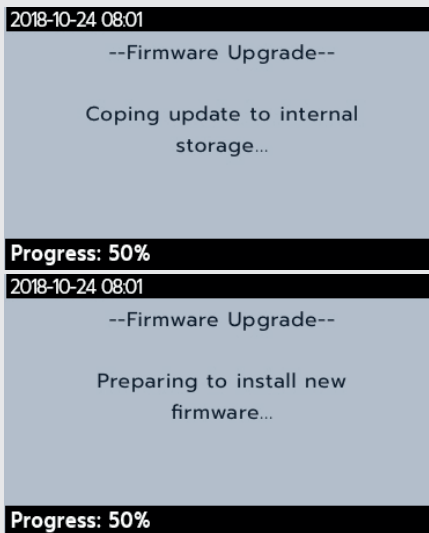 2018-10-24 08:01
--Firmware Upgrade--
Coping update to internal
storage...
Progress: 50%
2018-10-24 08:01
--Firmware Upgrade--
Preparing to install new
firmware...
Progress: 50%